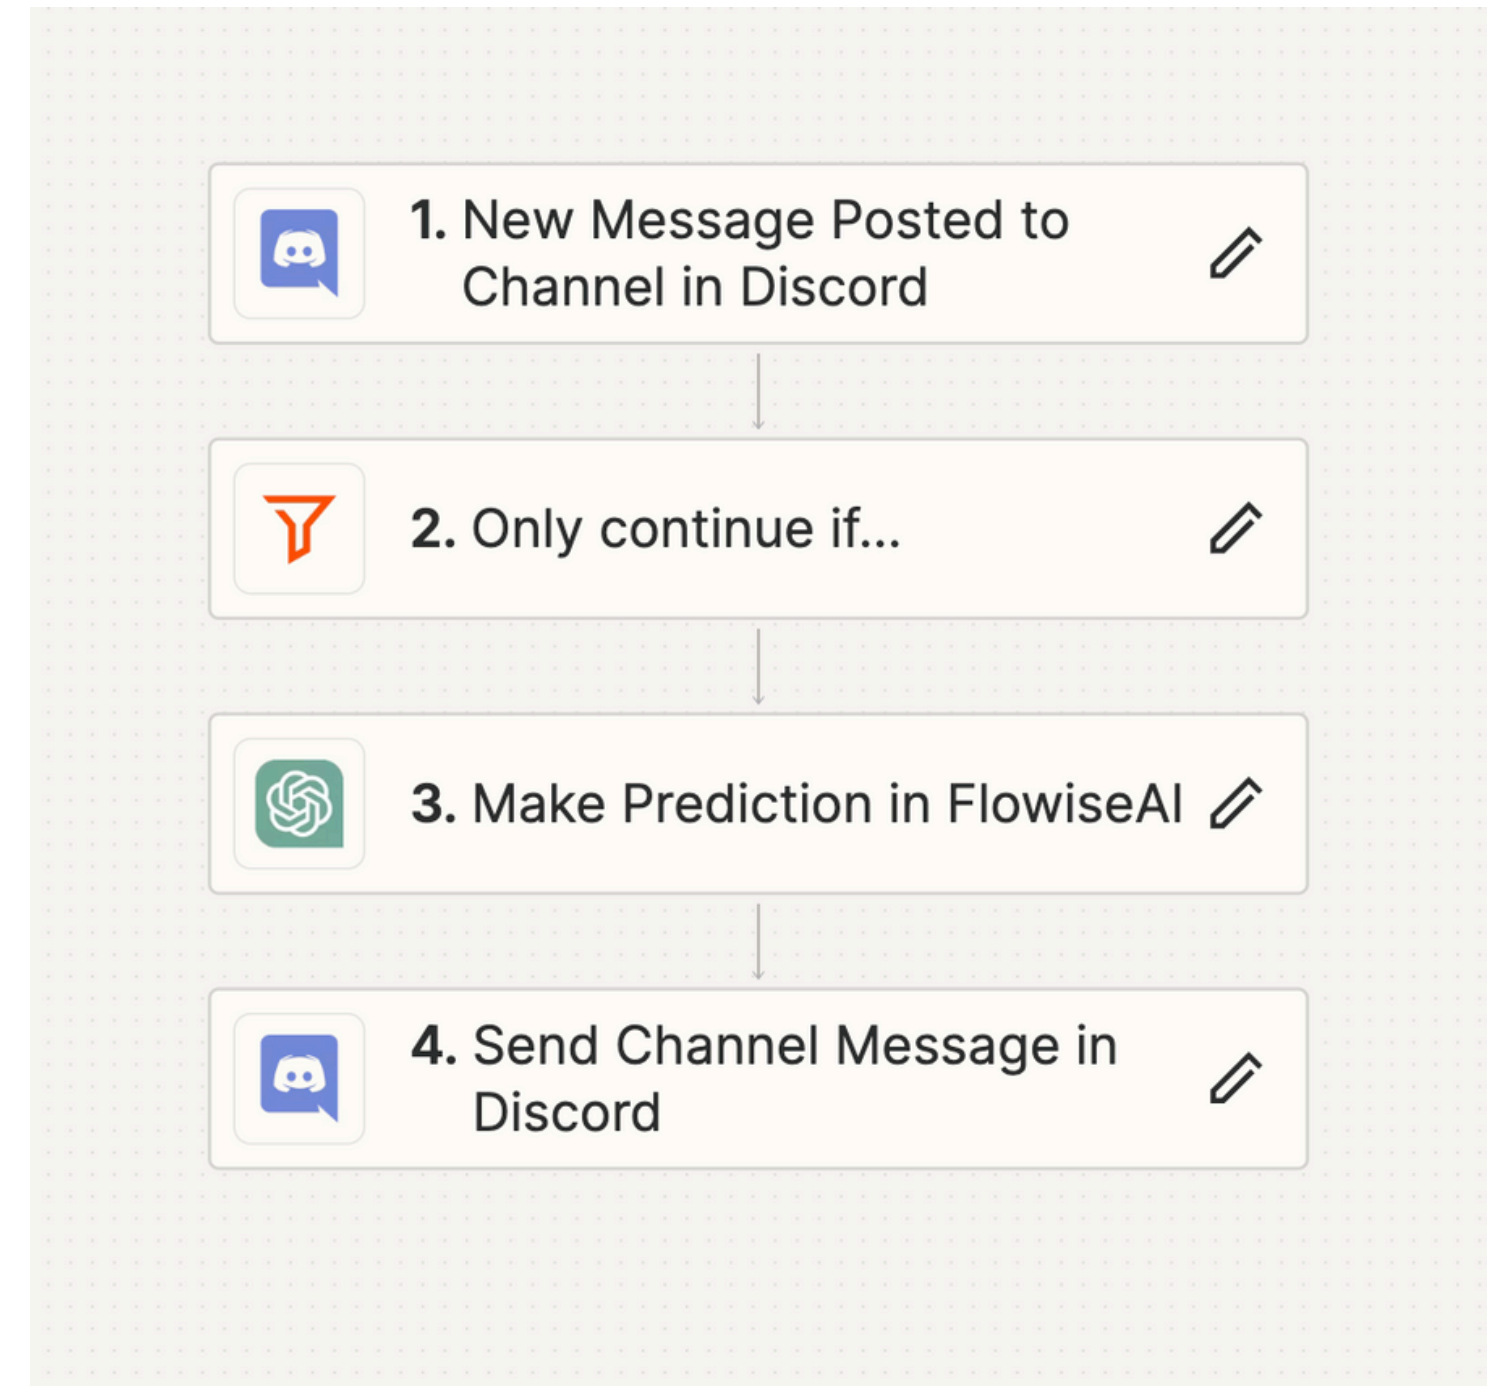 1. New Message Posted to
Channel in Discord
2. Only continue if...
3. Make Prediction in FlowiseAI
4. Send Channel Message in
Discord